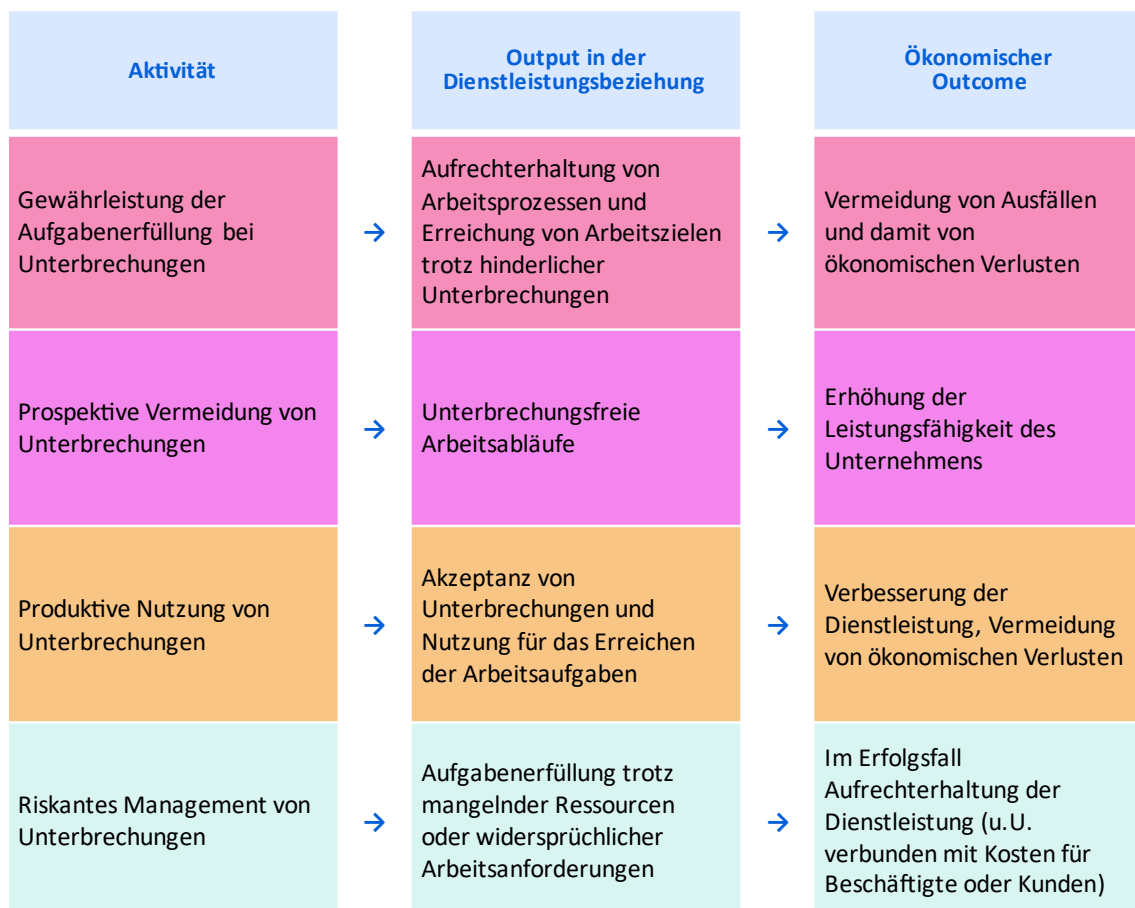 Aktivität
Output in der
Dienstleistungsbeziehung
Ökonomischer
Outcome
Gewährleistung der
Aufgabenerfüllung bei
Unterbrechungen
→
Aufrechterhaltung von
Arbeitsprozessen und
Erreichung von Arbeitszielen
trotz hinderlicher
Unterbrechungen
→
Vermeidung von Ausfällen
und damit von
ökonomischen Verlusten
Prospektive Vermeidung von
Unterbrechungen
→
Unterbrechungsfreie
Arbeitsabläufe
→
Erhöhung der
Leistungsfähigkeit des
Unternehmens
Produktive Nutzung von
Unterbrechungen
→
Akzeptanz von
Unterbrechungen und
Nutzung für das Erreichen
der Arbeitsaufgaben
→
Verbesserung der
Dienstleistung, Vermeidung
von ökonomischen Verlusten
Riskantes Management von
Unterbrechungen
→
Aufgabenerfüllung trotz
mangelnder Ressourcen
oder widersprüchlicher
Arbeitsanforderungen
→
Im Erfolgsfall
Aufrechterhaltung der
Dienstleistung (u.U.
verbunden mit Kosten für
Beschäftigte oder Kunden)